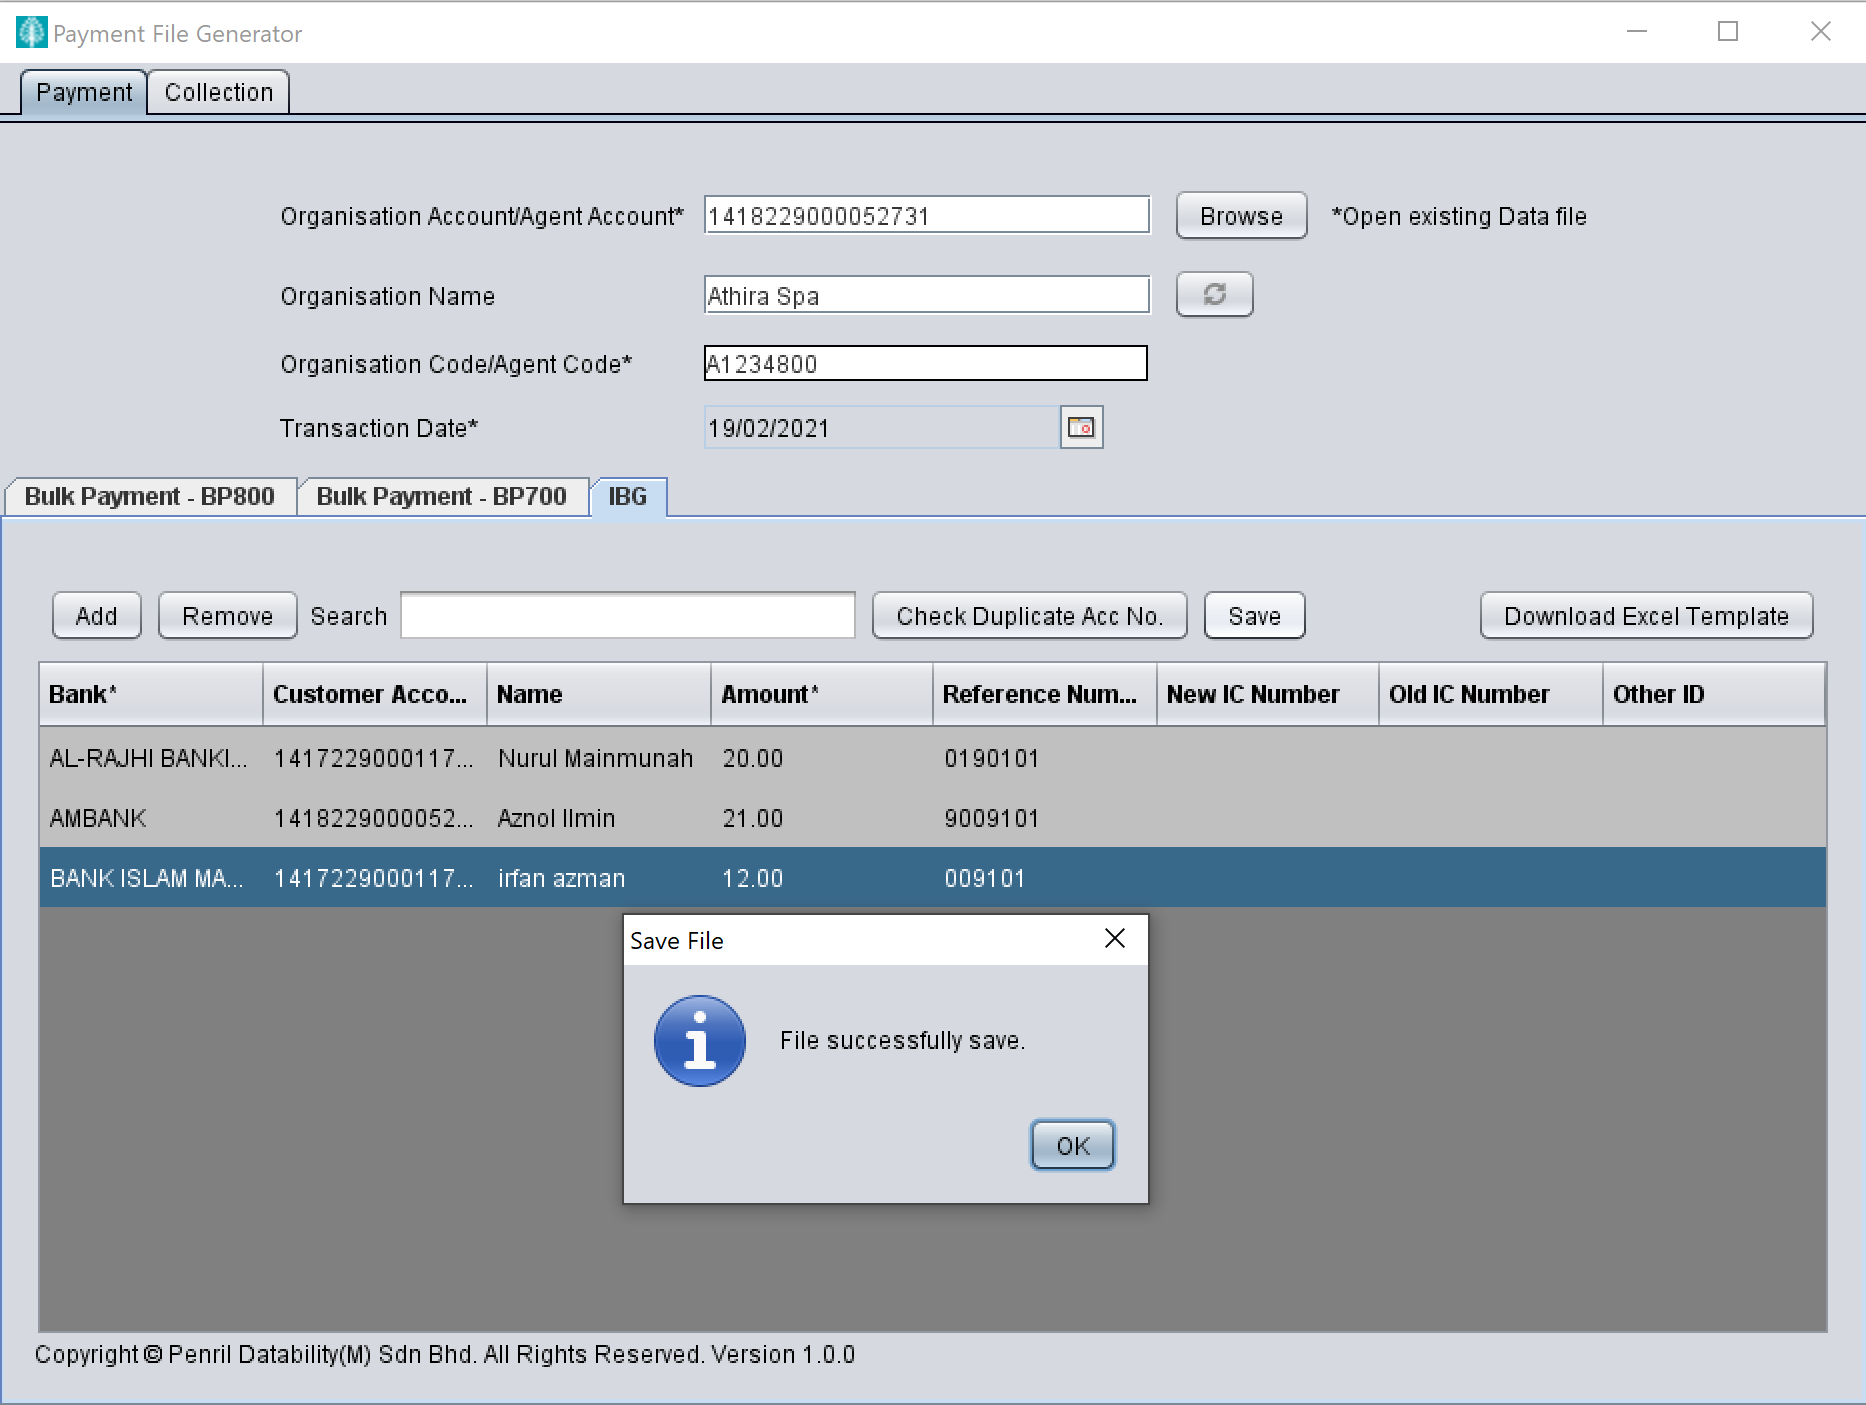 Payment File Generator
Payment Collection
Organisation Account/Agent Account* 1418229000052731 Browse *Open existing Data file
Organisation Name Athira Spa
Organisation Code/Agent Code* A1234800
Transaction Date* 19/02/2021
Bulk Payment - BP800 Bulk Payment - BP700 IBG
Add Remove Search Check Duplicate Acc No. Save Download Excel Template
Bank* Customer Acco... Name Amount* Reference Num... New IC Number Old IC Number Other ID
AL-RAJHI BANKI... 1417229000117... Nurul Mainmunah 20.00 0190101
AMBANK 1418229000052... Aznol Ilmin 21.00 9009101
BANK ISLAM MA... 1417229000117... irfan azman 12.00 009101
Save File
File successfully save.
OK
Copyright © Penril Datability(M) Sdn Bhd. All Rights Reserved. Version 1.0.0